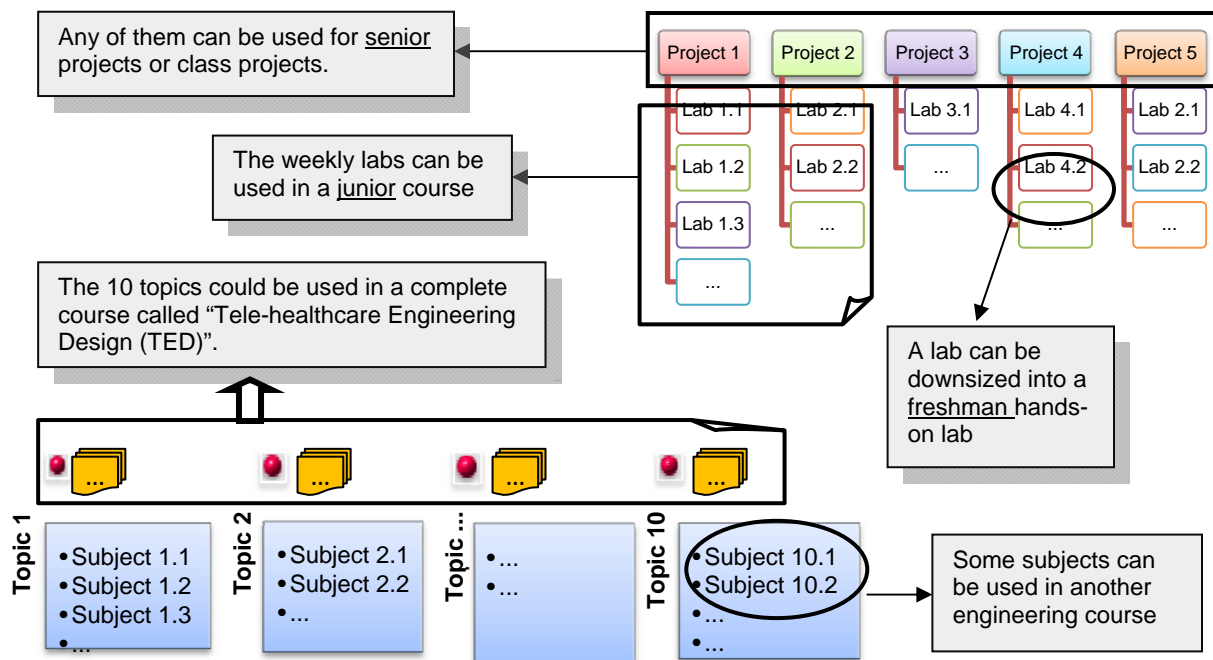 Any of them can be used for senior
projects or class projects.
Project 1
Project 2
Project 3
Project 4
Project 5
Lab 1.1
Lab 2.1
Lab 3.1
Lab 4.1
Lab 2.1
Lab 1.2
Lab 2.2
...
Lab 4.2
Lab 2.2
Lab 1.3
...
...
...
...
The weekly labs can be
used in a junior course
The 10 topics could be used in a complete
course called “Tele-healthcare Engineering
Design (TED)”.
A lab can be
downsized into a
freshman hands-
on lab
...
...
...
...
Topic 1
•Subject 1.1
•Subject 1.2
•Subject 1.3
•...
Topic 2
•Subject 2.1
•Subject 2.2
•...
Topic ...
•...
•...
Topic 10
•Subject 10.1
•Subject 10.2
•...
•...
Some subjects can
be used in another
engineering course